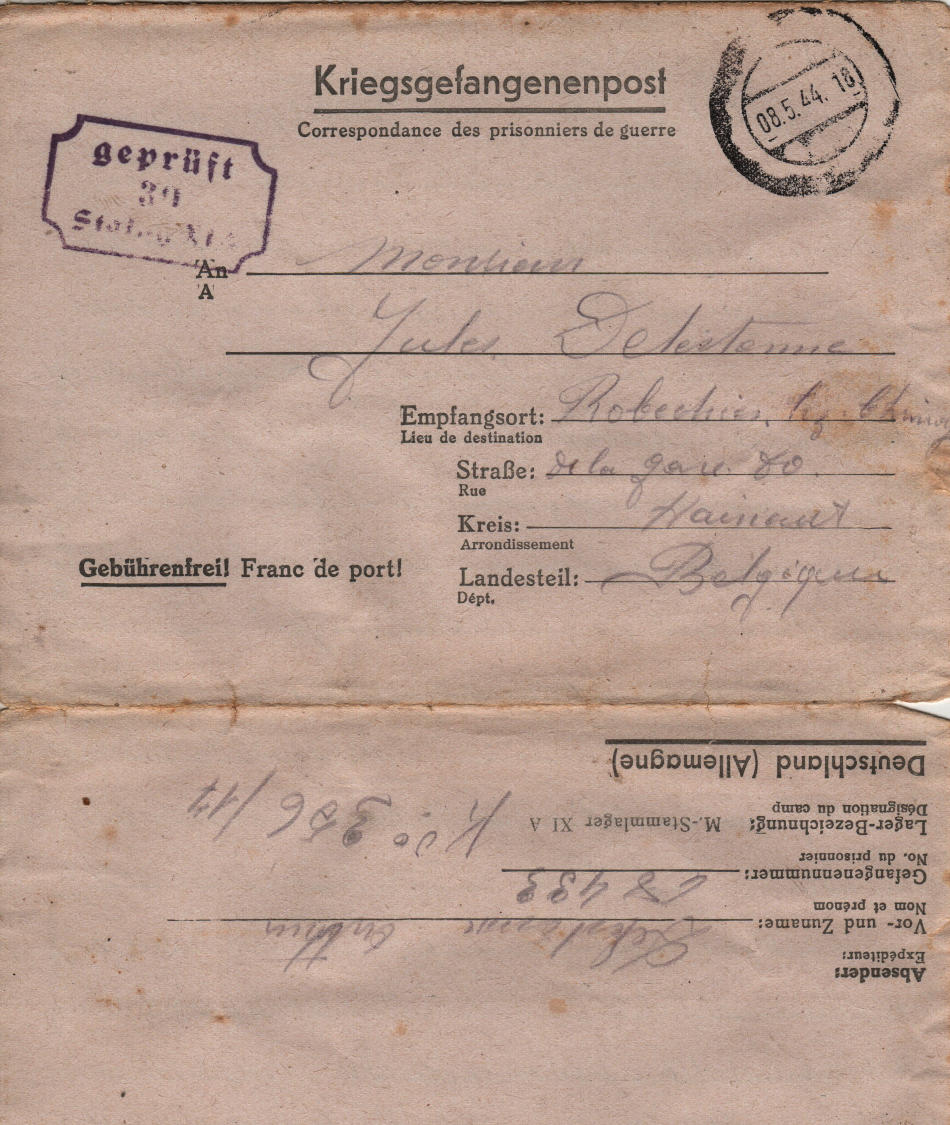 Kriegsgefangenenpost
Correspondance des prisonniers de guerre
08.5.44. 18
geprüft
39
Stalag XI A
An
A
Monsieur
Jules Delestenne
Empfangsort: Robechies
Lieu de destination
Straße: de la gare 80.
Rue
Kreis: Hainaut
Arrondissement
Gebührenfrei! Franc de port!
Landesteil: Belgique
Dépt.
Deutschland (Allemagne)
Lager-Bezeichnung: M.-Stammlager XI A
Désignation du camp
Gefangenennummer:
No. du prisonnier
Vor- und Zuname:
Nom et prénom
Absender:
Expéditeur: